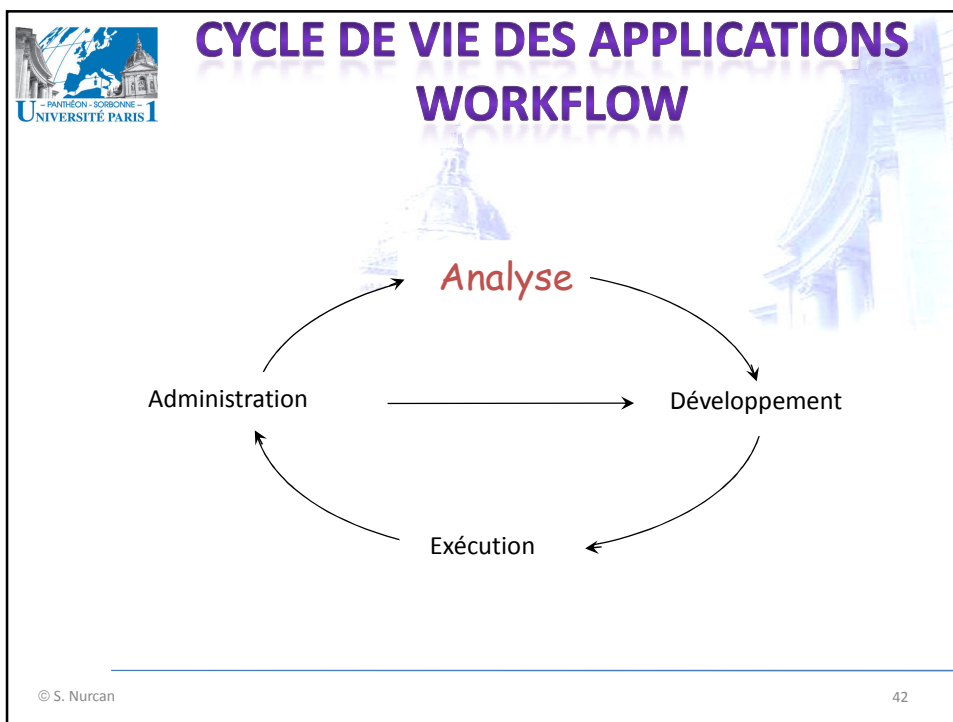 CYCLE DE VIE DES APPLICATIONS
WORKFLOW
– PANTHÉON - SORBONNE –
UNIVERSITÉ PARIS 1
Analyse
Administration
Développement
Exécution
© S. Nurcan
42